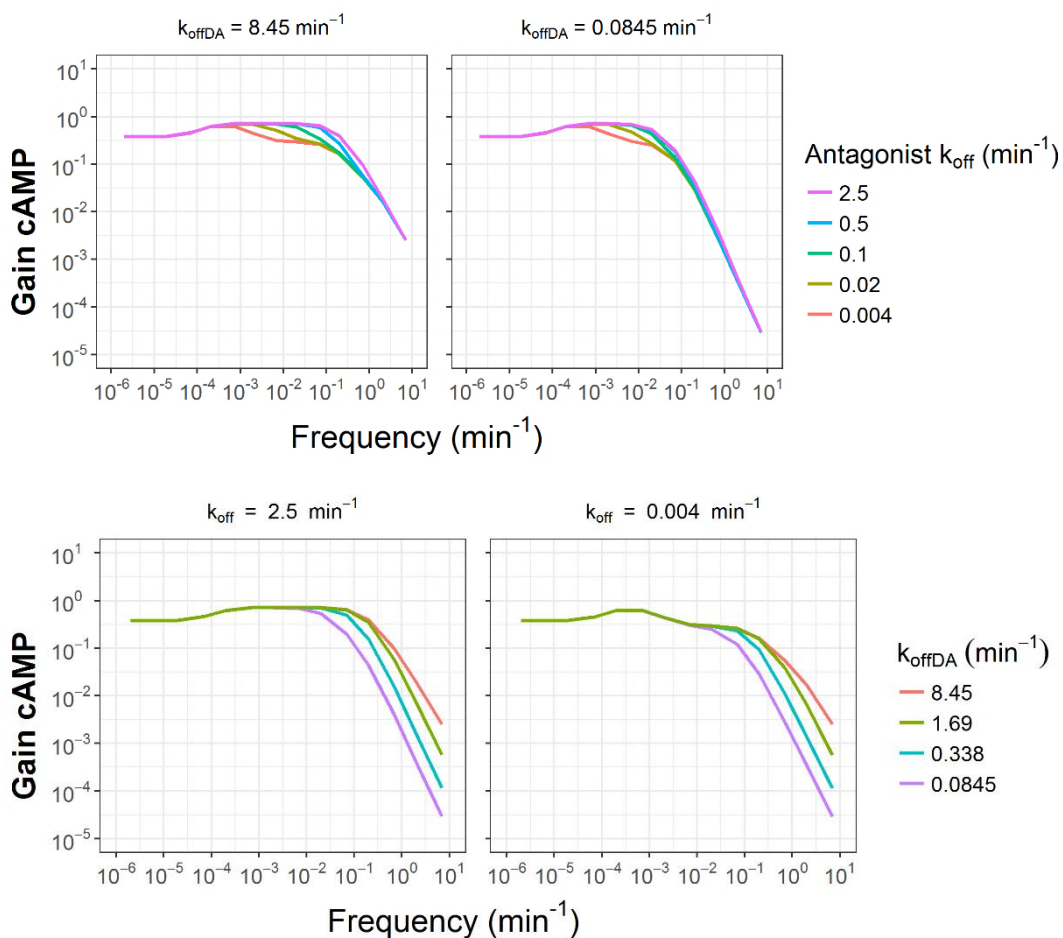 k_offDA = 8.45 min⁻¹
k_offDA = 0.0845 min⁻¹
Gain cAMP
10¹
10⁰
10⁻¹
10⁻²
10⁻³
10⁻⁴
10⁻⁵
10⁻⁶ 10⁻⁵ 10⁻⁴ 10⁻³ 10⁻² 10⁻¹ 10⁰ 10¹
10⁻⁶ 10⁻⁵ 10⁻⁴ 10⁻³ 10⁻² 10⁻¹ 10⁰ 10¹
Frequency (min⁻¹)
Antagonist k_off (min⁻¹)
2.5
0.5
0.1
0.02
0.004
k_off = 2.5 min⁻¹
k_off = 0.004 min⁻¹
Gain cAMP
10¹
10⁰
10⁻¹
10⁻²
10⁻³
10⁻⁴
10⁻⁵
10⁻⁶ 10⁻⁵ 10⁻⁴ 10⁻³ 10⁻² 10⁻¹ 10⁰ 10¹
10⁻⁶ 10⁻⁵ 10⁻⁴ 10⁻³ 10⁻² 10⁻¹ 10⁰ 10¹
Frequency (min⁻¹)
k_offDA (min⁻¹)
8.45
1.69
0.338
0.0845